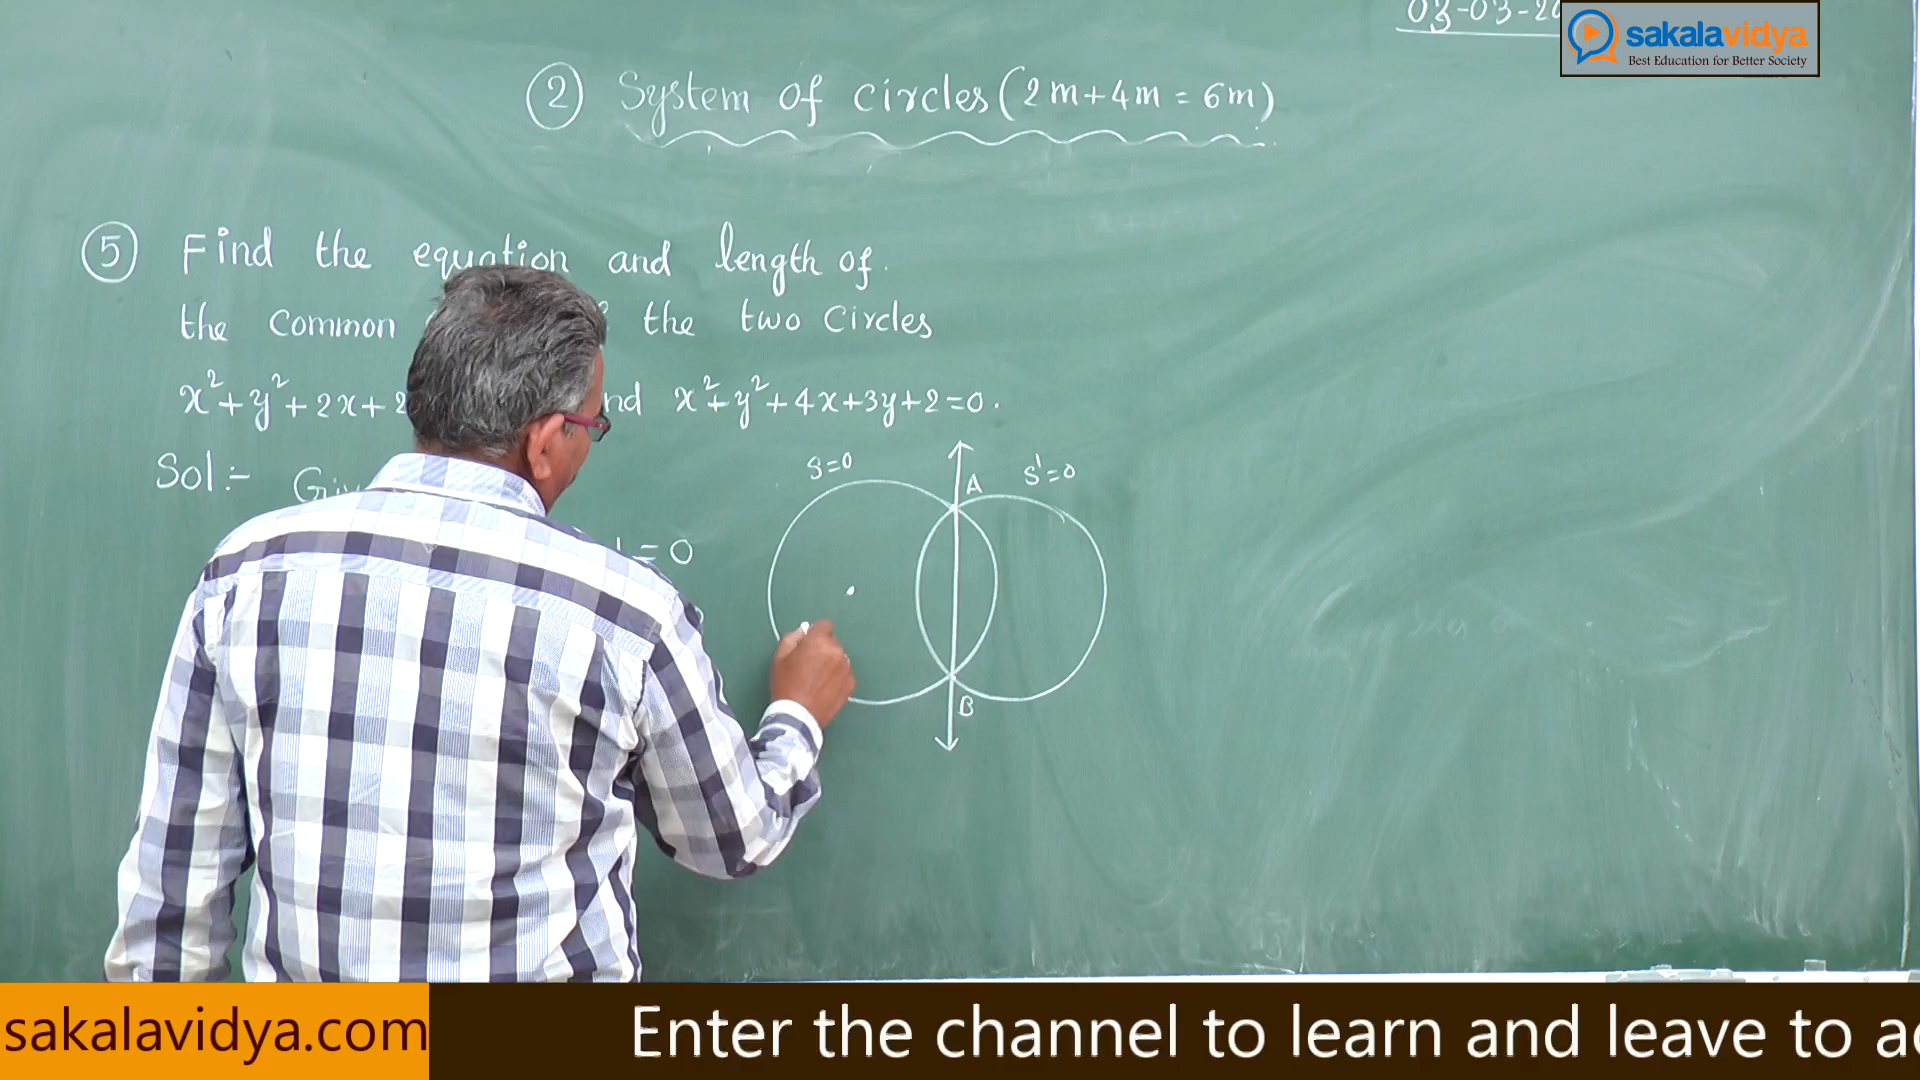 03-03-20
sakalavidya
Best Education for Better Society
② System of circles (2m+4m = 6m)
⑤ Find the equation and length of
the common the two Circles
x²+y²+2x+2 nd x²+y²+4x+3y+2=0.
Sol:-
S=0 A S'=0
=0
B
sakalavidya.com
Enter the channel to learn and leave to